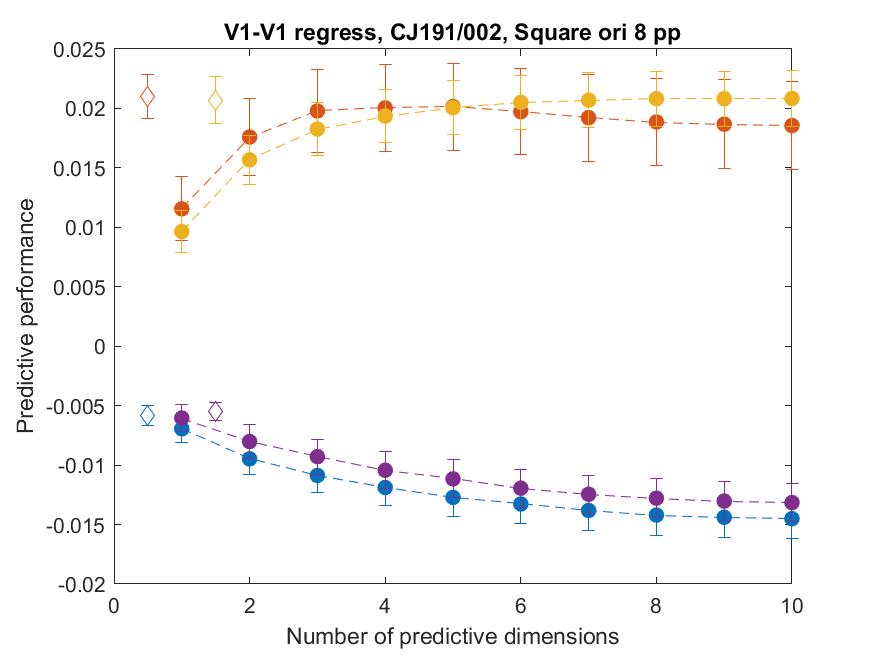 V1-V1 regress, CJ191/002, Square ori 8 pp
Predictive performance
0.025
0.02
0.015
0.01
0.005
0
-0.005
-0.01
-0.015
-0.02
0 2 4 6 8 10
Number of predictive dimensions